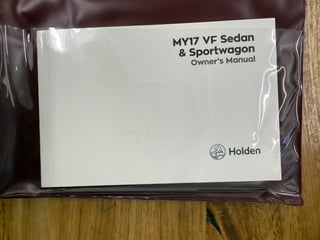 MY17 VF Sedan
& Sportwagon
Owner's Manual
Holden